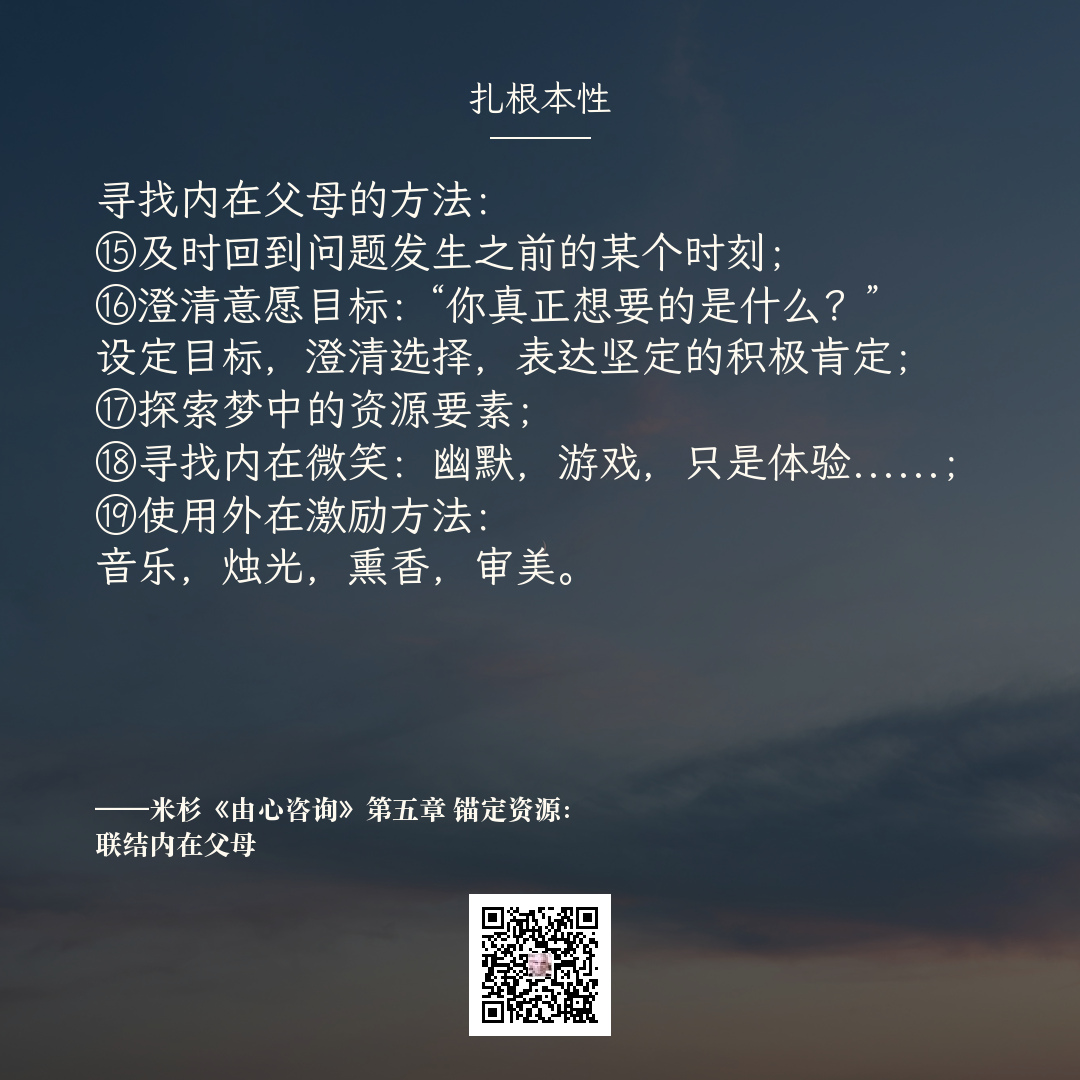 扎根本性
寻找内在父母的方法：
⑮及时回到问题发生之前的某个时刻；
⑯澄清意愿目标：“你真正想要的是什么？”
设定目标，澄清选择，表达坚定的积极肯定；
⑰探索梦中的资源要素；
⑱寻找内在微笑：幽默，游戏，只是体验……；
⑲使用外在激励方法：
音乐，烛光，熏香，审美。
——米杉《由心咨询》第五章 锚定资源：
联结内在父母